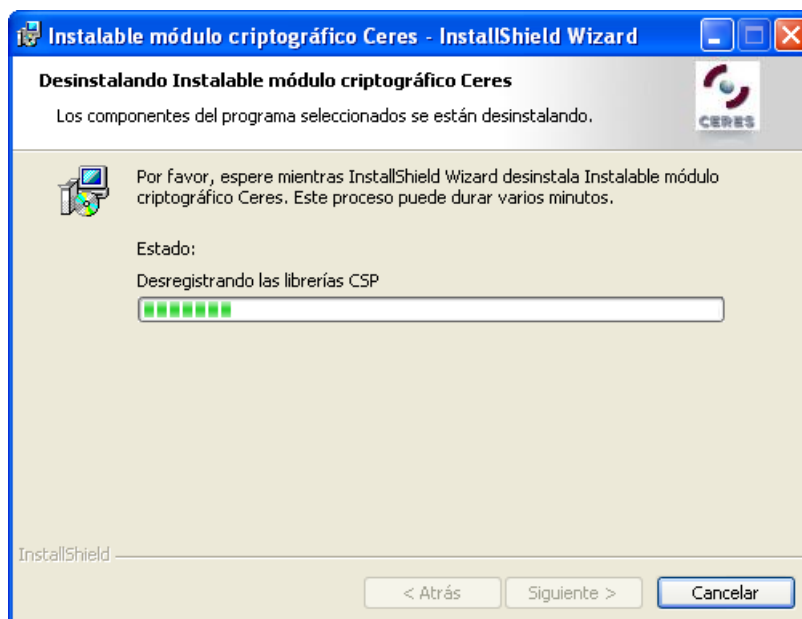 Instalable módulo criptográfico Ceres - InstallShield Wizard
Desinstalando Instalable módulo criptográfico Ceres
Los componentes del programa seleccionados se están desinstalando.
CERES
Por favor, espere mientras InstallShield Wizard desinstala Instalable módulo
criptográfico Ceres. Este proceso puede durar varios minutos.
Estado:
Desregistrando las librerías CSP
InstallShield
< Atrás
Siguiente >
Cancelar